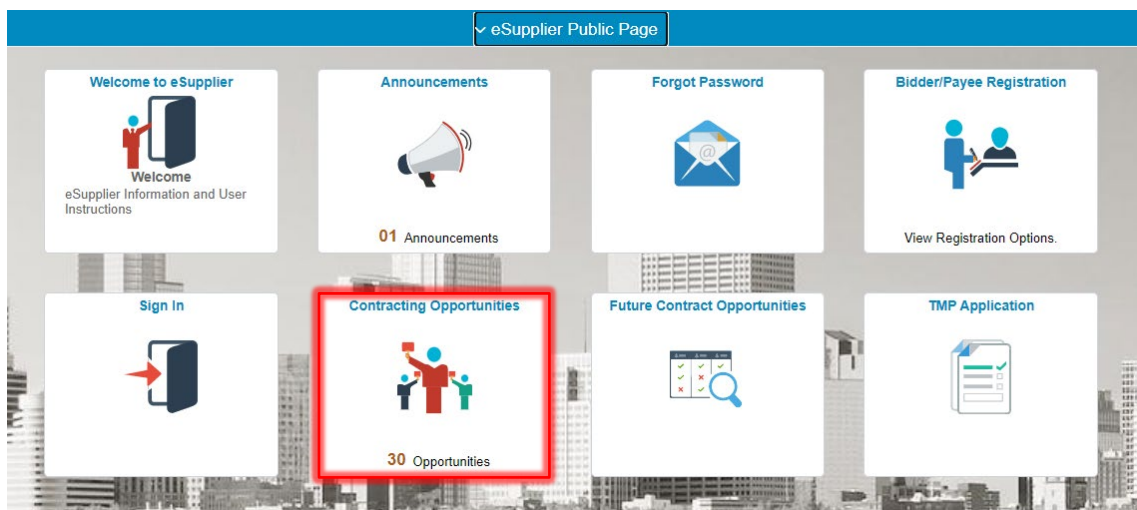 eSupplier Public Page
Welcome to eSupplier
Announcements
Forgot Password
Bidder/Payee Registration
@
Welcome
eSupplier Information and User
Instructions
01 Announcements
View Registration Options.
Sign In
Contracting Opportunities
Future Contract Opportunities
TMP Application
30 Opportunities